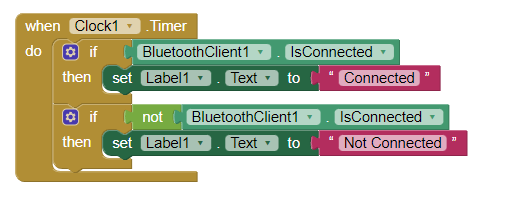 when Clock1 .Timer
do if BluetoothClient1 . IsConnected
then set Label1 . Text to " Connected "
if not BluetoothClient1 . IsConnected
then set Label1 . Text to " Not Connected "